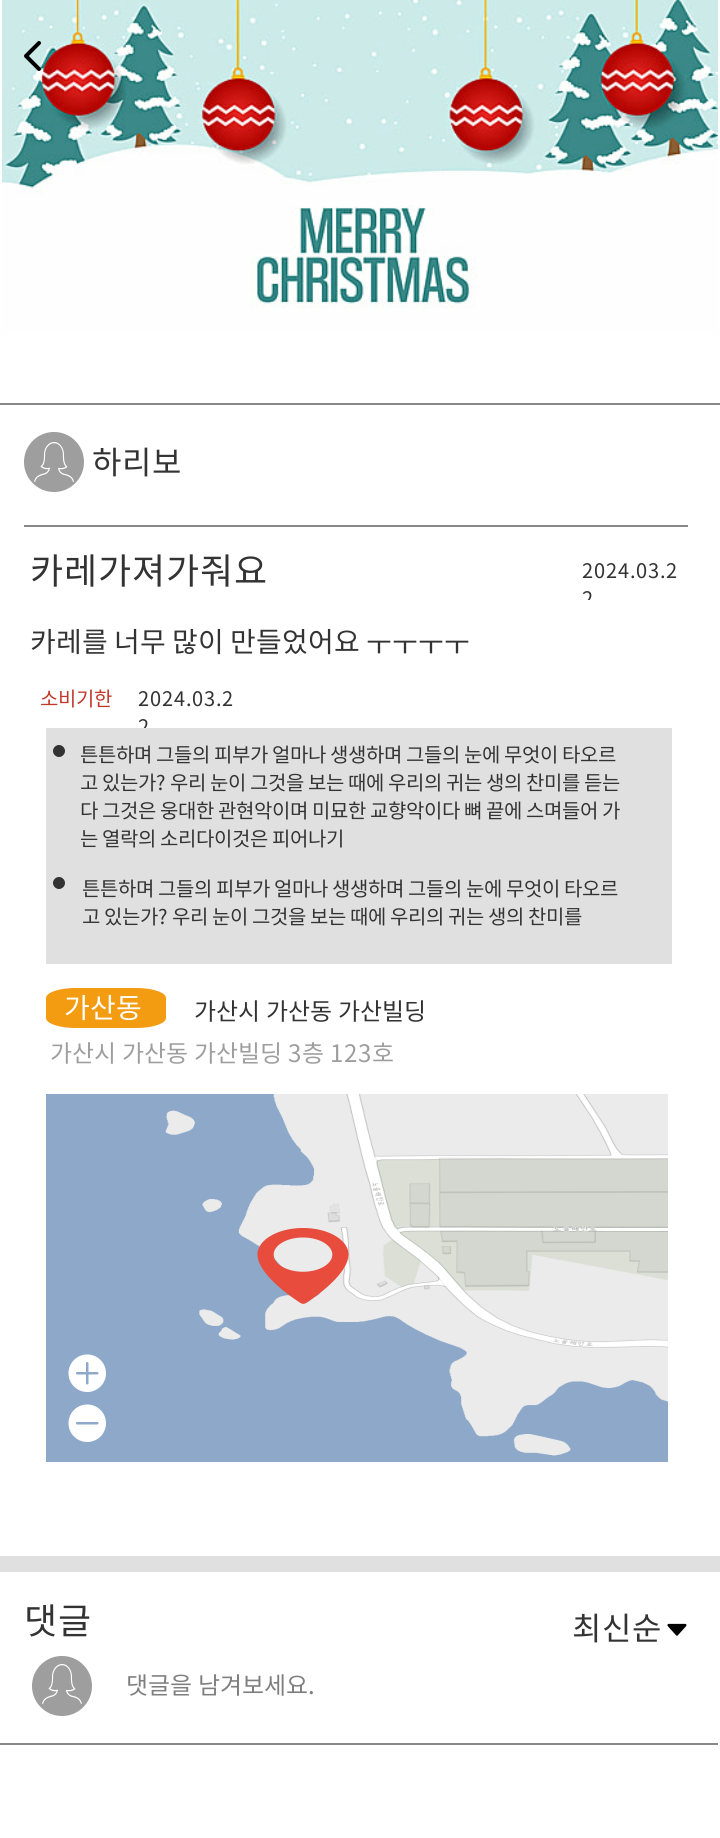 MERRY
CHRISTMAS
하리보
카레가져가줘요
2024.03.2
2
카레를 너무 많이 만들었어요 ㅜㅜㅜㅜ
소비기한 2024.03.2
2
튼튼하며 그들의 피부가 얼마나 생생하며 그들의 눈에 무엇이 타오르
고 있는가? 우리 눈이 그것을 보는 때에 우리의 귀는 생의 찬미를 듣는
다 그것은 웅대한 관현악이며 미묘한 교향악이다 뼈 끝에 스며들어 가
는 열락의 소리다이것은 피어나기
튼튼하며 그들의 피부가 얼마나 생생하며 그들의 눈에 무엇이 타오르
고 있는가? 우리 눈이 그것을 보는 때에 우리의 귀는 생의 찬미를
가산동 가산시 가산동 가산빌딩
가산시 가산동 가산빌딩 3층 123호
댓글 최신순
댓글을 남겨보세요.